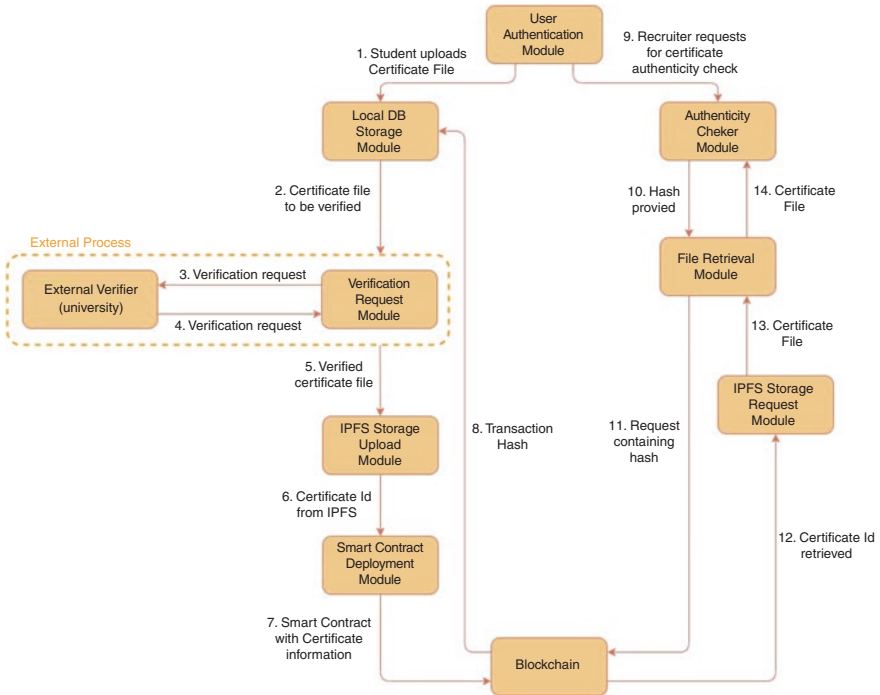 User
Authentication
Module
1. Student uploads
Certificate File
9. Recruiter requests
for certificate
authenticity check
Local DB
Storage
Module
Authenticity
Cheker
Module
2. Certificate file
to be verified
10. Hash
provied
14. Certificate
File
External Process
External Verifier
(university)
3. Verification request
4. Verification request
Verification
Request
Module
File Retrieval
Module
5. Verified
certificate file
13. Certificate
File
IPFS Storage
Upload
Module
8. Transaction
Hash
11. Request
containing
hash
IPFS Storage
Request
Module
6. Certificate Id
from IPFS
Smart Contract
Deployment
Module
12. Certificate Id
retrieved
7. Smart Contract
with Certificate
information
Blockchain